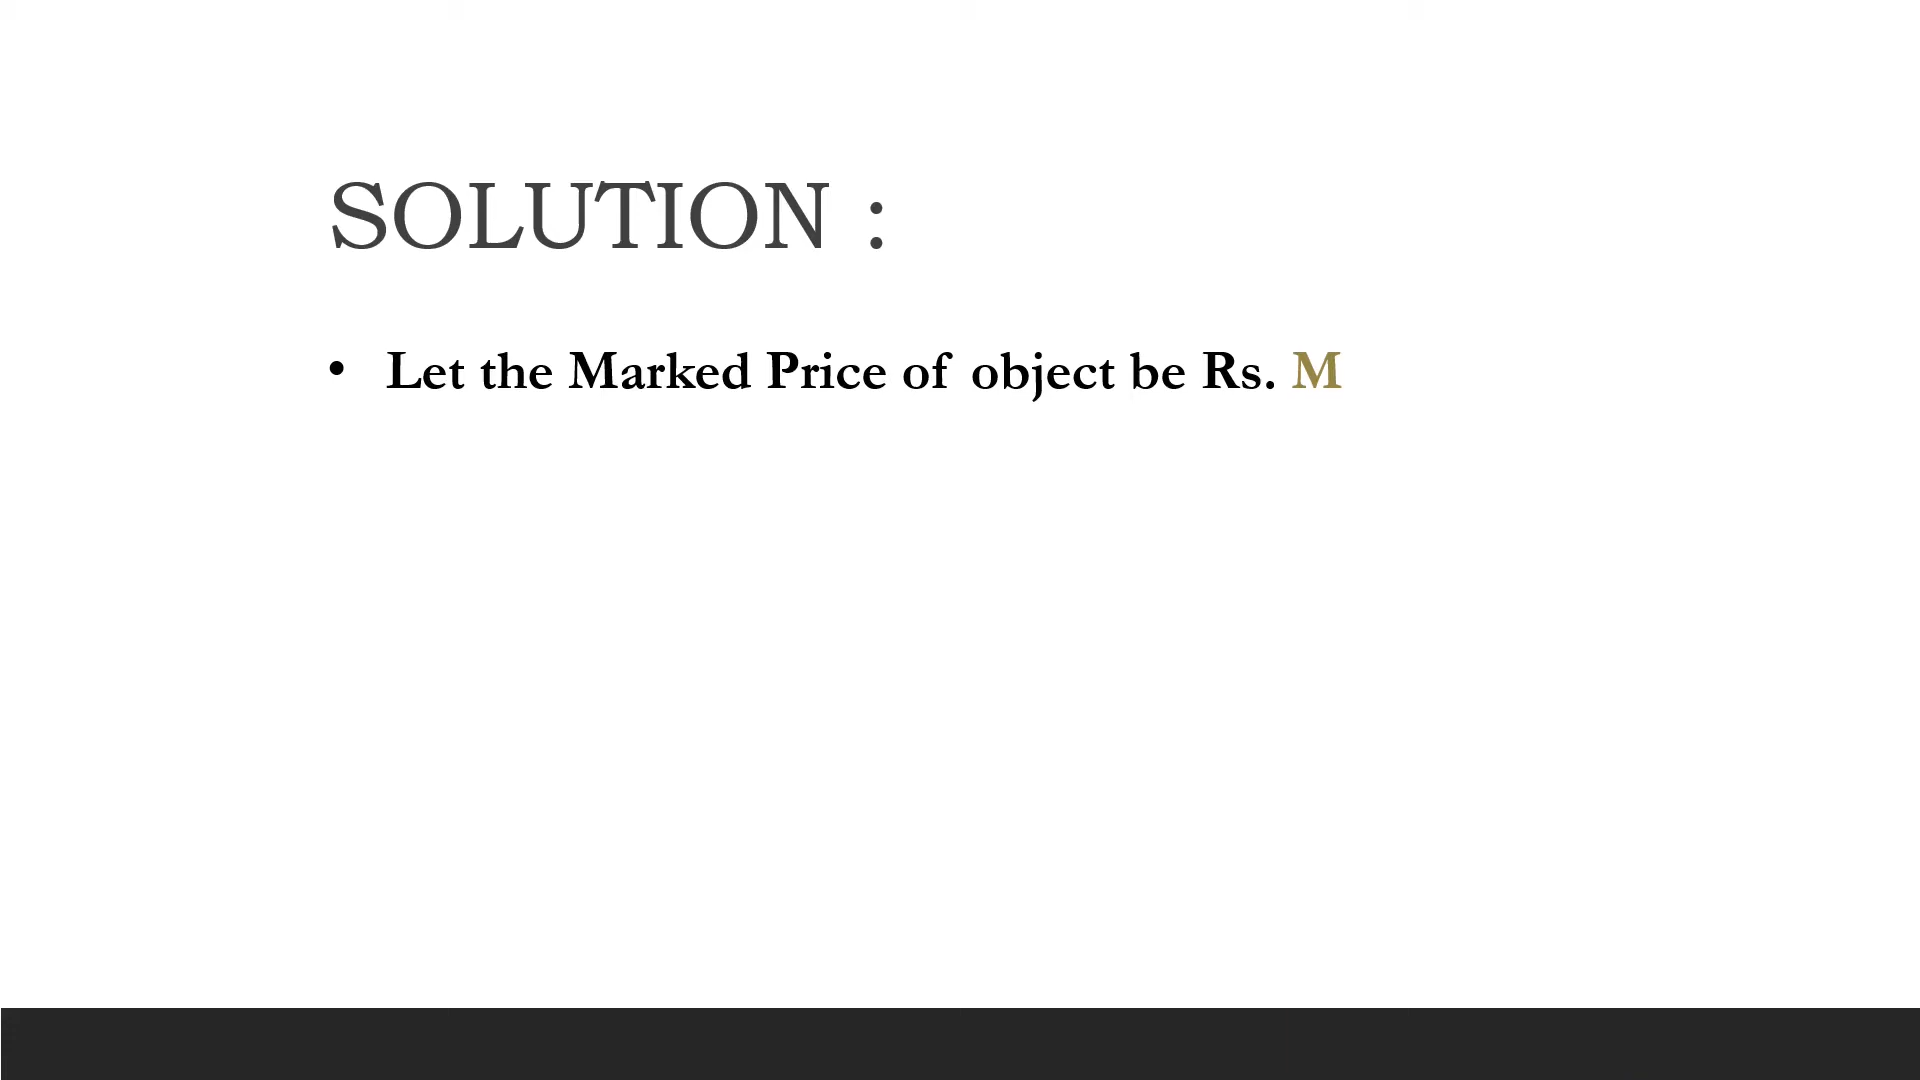 SOLUTION :
• Let the Marked Price of object be Rs. M